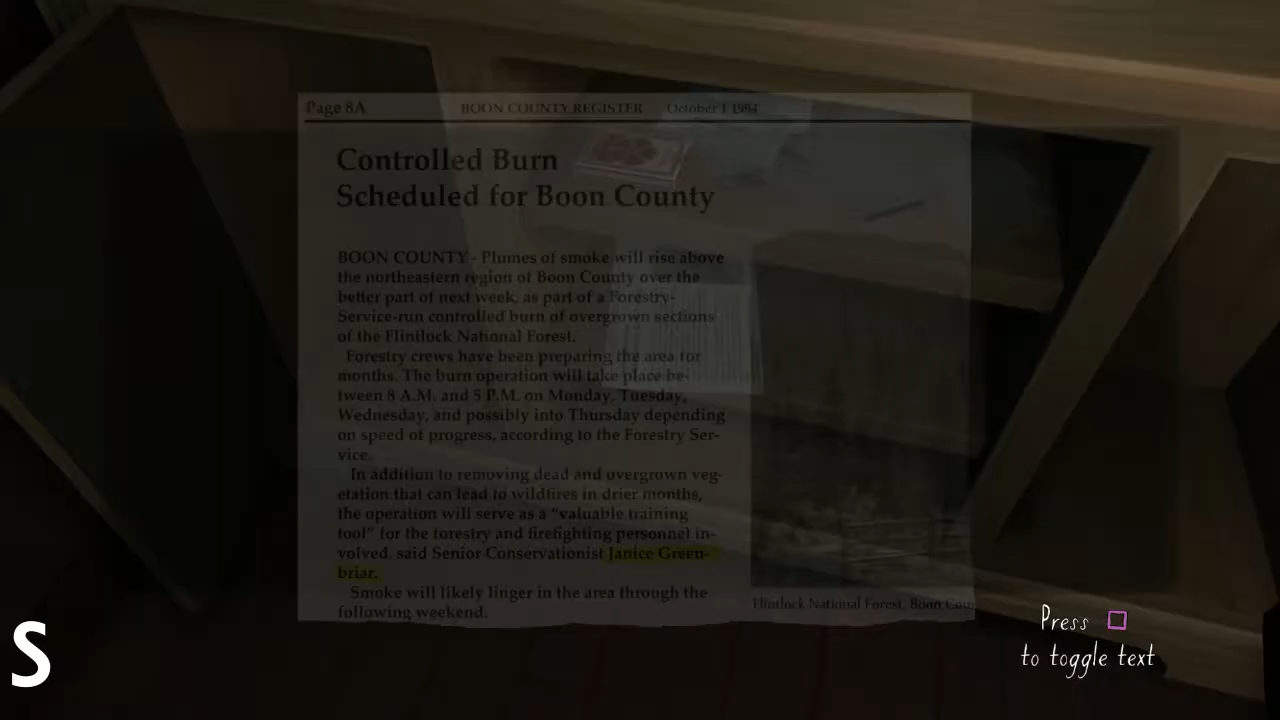 Page 8A BOON COUNTY REGISTER October 1 1984
Controlled Burn
Scheduled for Boon County
BOON COUNTY - Plumes of smoke will rise above
the northeastern region of Boon County over the
better part of next week, as part of a Forestry-
Service-run controlled burn of overgrown sections
of the Flintlock National Forest.
Forestry crews have been preparing the area for
months. The burn operation will take place be-
tween 8 A.M. and 5 P.M. on Monday, Tuesday,
Wednesday, and possibly into Thursday depending
on speed of progress, according to the Forestry Ser-
vice.
In addition to removing dead and overgrown veg-
etation that can lead to wildfires in drier months,
the operation will serve as a "valuable training
tool" for the forestry and firefighting personnel in-
volved, said Senior Conservationist Janice Green-
briar.
Smoke will likely linger in the area through the
following weekend.
Flintlock National Forest, Boon Coun
Press
to toggle text
S